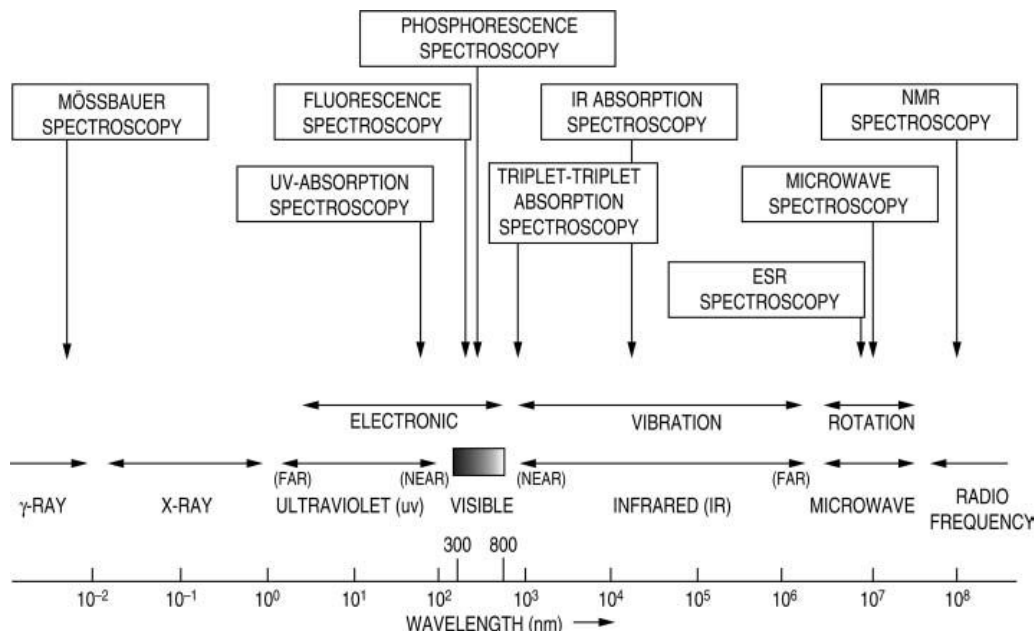 PHOSPHORESCENCE
SPECTROSCOPY
MÖSSBAUER
SPECTROSCOPY
FLUORESCENCE
SPECTROSCOPY
IR ABSORPTION
SPECTROSCOPY
NMR
SPECTROSCOPY
UV-ABSORPTION
SPECTROSCOPY
TRIPLET-TRIPLET
ABSORPTION
SPECTROSCOPY
MICROWAVE
SPECTROSCOPY
ESR
SPECTROSCOPY
ELECTRONIC
VIBRATION
ROTATION
(FAR) (NEAR) (NEAR) (FAR)
γ-RAY X-RAY ULTRAVIOLET (uv) VISIBLE INFRARED (IR) MICROWAVE RADIO
FREQUENCY
300 800
10⁻² 10⁻¹ 10⁰ 10¹ 10² 10³ 10⁴ 10⁵ 10⁶ 10⁷ 10⁸
WAVELENGTH (nm)